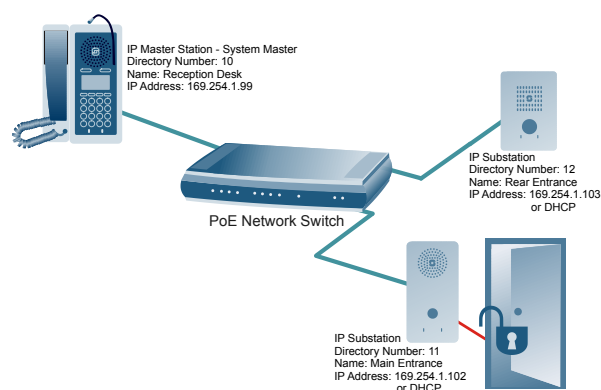 IP Master Station - System Master
Directory Number: 10
Name: Reception Desk
IP Address: 169.254.1.99
IP Substation
Directory Number: 12
Name: Rear Entrance
IP Address: 169.254.1.103
or DHCP
PoE Network Switch
IP Substation
Directory Number: 11
Name: Main Entrance
IP Address: 169.254.1.102
or DHCP